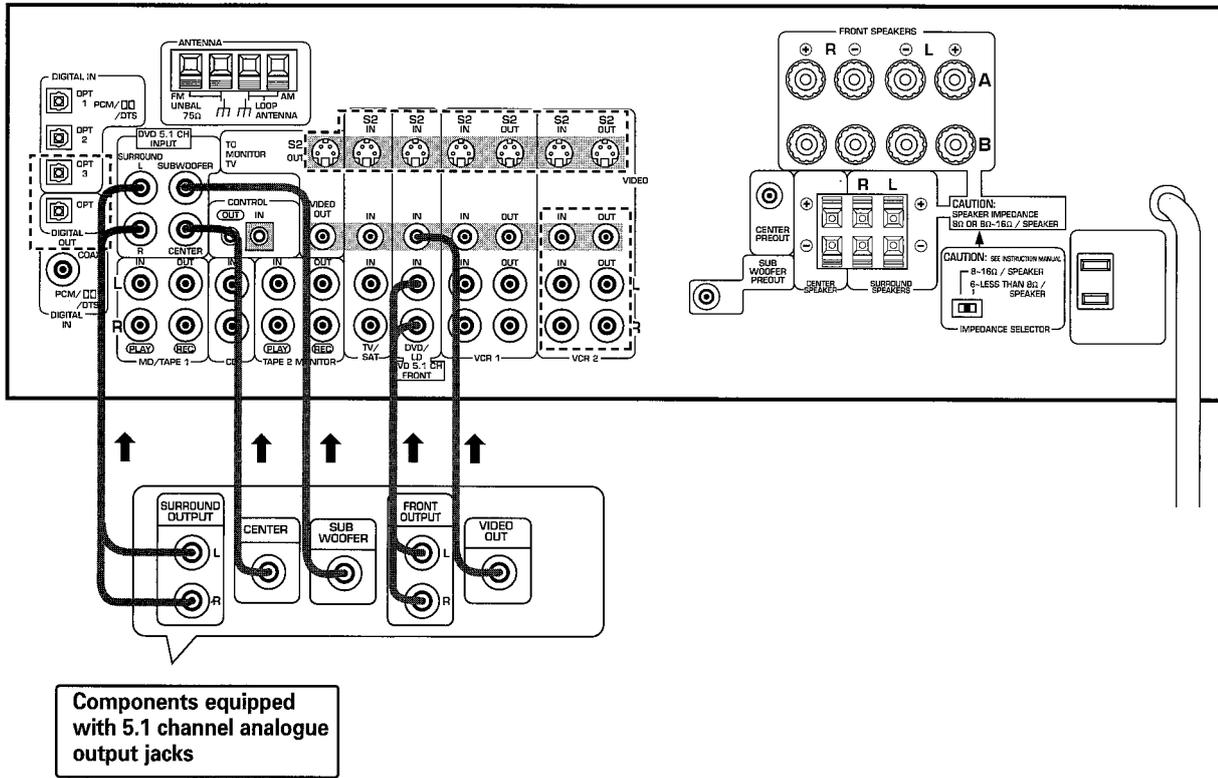 ANTENNA
FM
UNBAL
75Ω
LOOP
ANTENNA
AM
DIGITAL IN
OPT
1
PCM/
/DTS
OPT
2
OPT
3
OPT
DIGITAL
OUT
COAX
PCM/
/DTS
DIGITAL
IN
DVD 5.1 CH
INPUT
SURROUND
SUBWOOFER
L
R
CENTER
TO
MONITOR
TV
S2
OUT
S2
IN
S2
IN
S2
IN
S2
OUT
S2
IN
S2
OUT
VIDEO
CONTROL
OUT
IN
VIDEO
OUT
IN
IN
IN
OUT
IN
OUT
IN
OUT
IN
IN
OUT
IN
IN
IN
OUT
IN
OUT
L
R
L
R
PLAY
REC
MD/TAPE 1
CD
PLAY
REC
TAPE 2 MONITOR
TV/
SAT
DVD/
LD
VD 5.1 CH
FRONT
VCR 1
VCR 2
FRONT SPEAKERS
+ R − − L +
A
B
CENTER
PREOUT
SUB
WOOFER
PREOUT
R L
+
+
−
−
CENTER
SPEAKER
SURROUND
SPEAKERS
CAUTION:
SPEAKER IMPEDANCE
8Ω OR 8Ω~16Ω / SPEAKER
CAUTION: SEE INSTRUCTION MANUAL
8~16Ω / SPEAKER
6~LESS THAN 8Ω /
SPEAKER
IMPEDANCE SELECTOR
SURROUND
OUTPUT
L
R
CENTER
SUB
WOOFER
FRONT
OUTPUT
L
R
VIDEO
OUT
Components equipped
with 5.1 channel analogue
output jacks